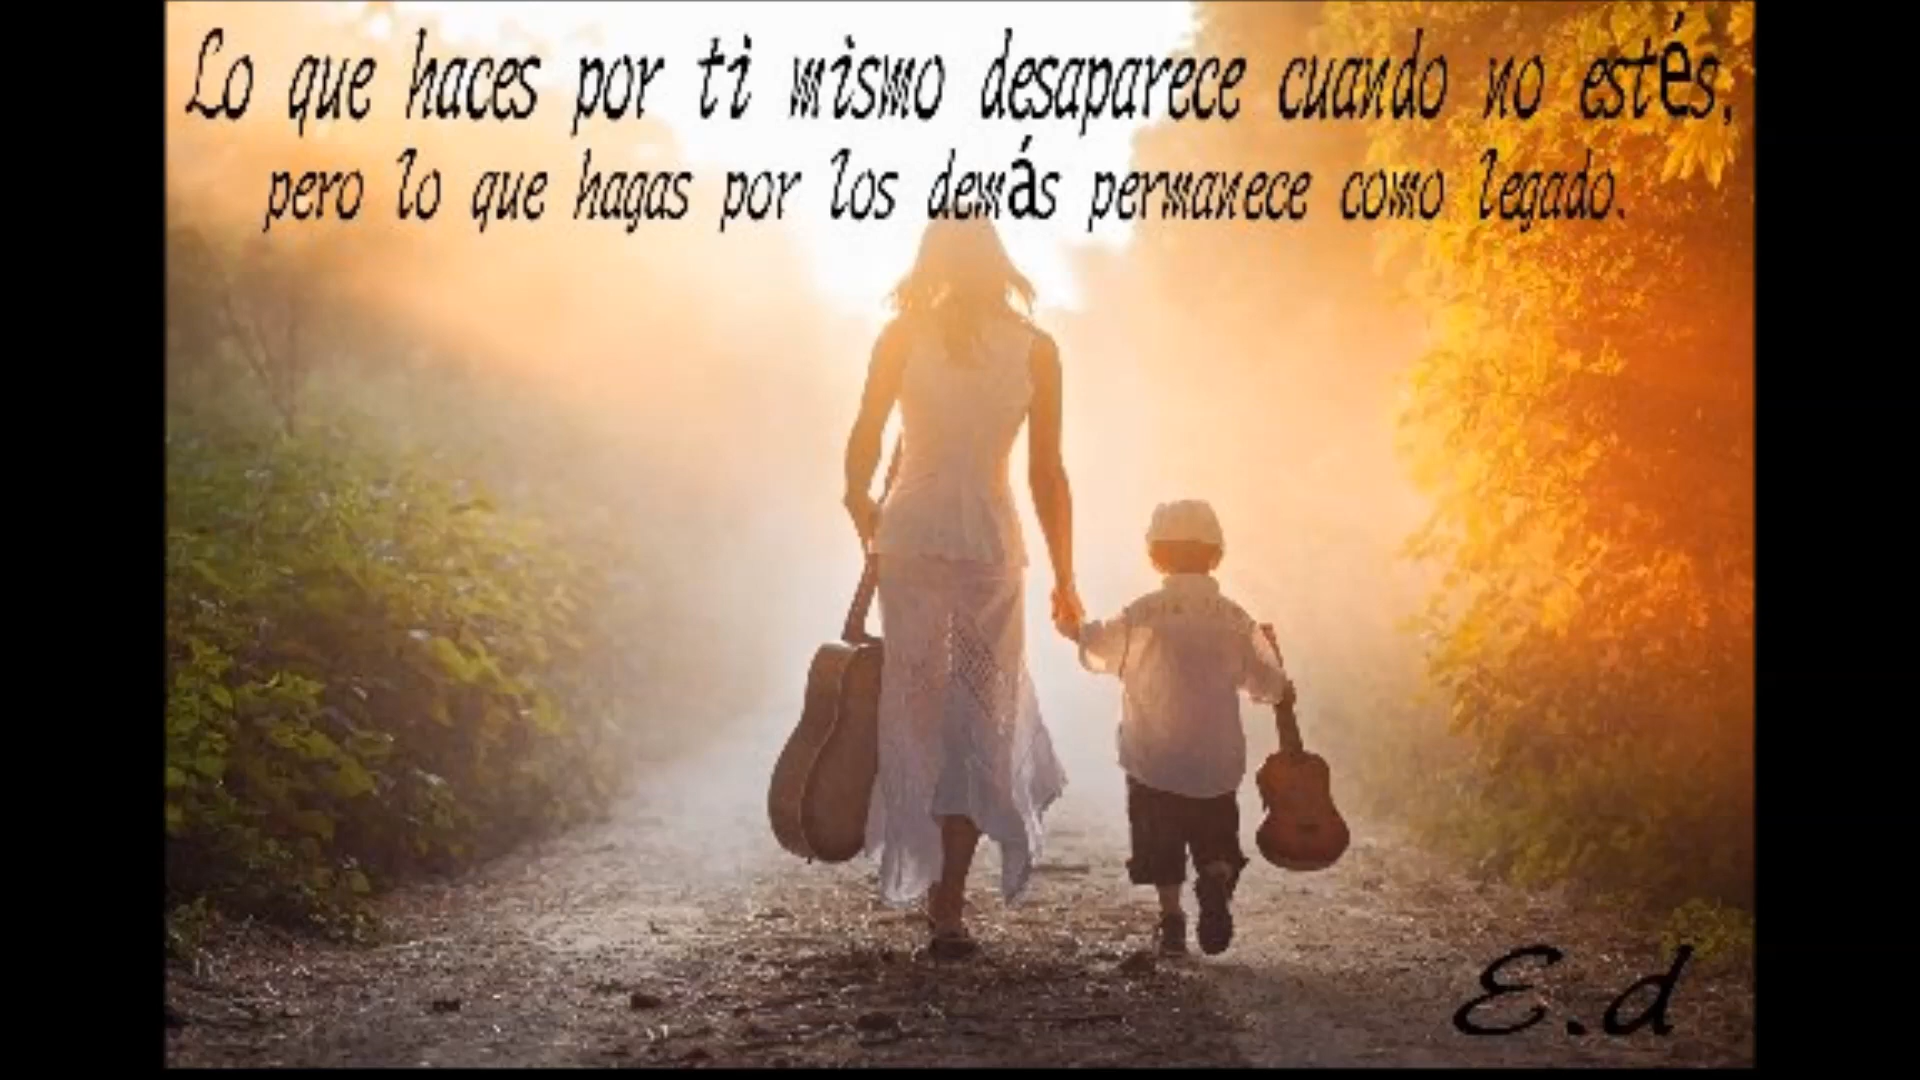 Lo que haces por ti mismo desaparece cuando no estés,
pero lo que hagas por los demás permanece como legado.
E.d